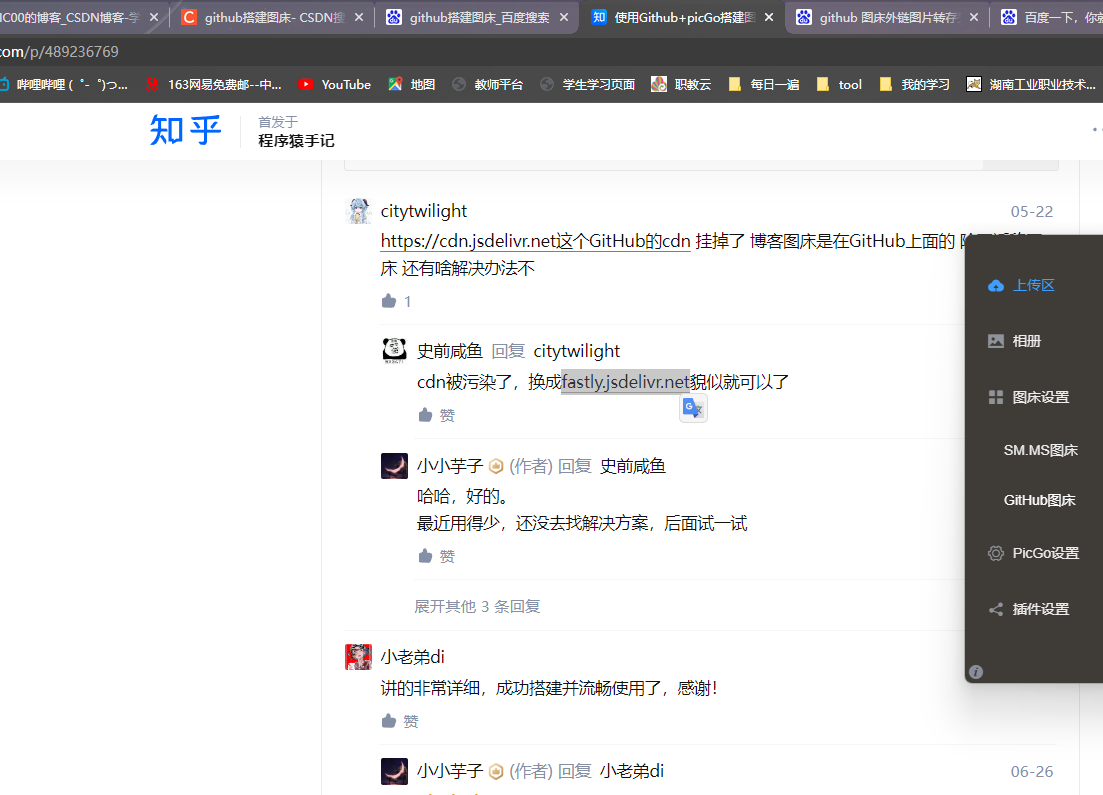 IC00的博客_CSDN博客-学
github搭建图床- CSDN搜
github搭建图床_百度搜索
使用Github+picGo搭建图
github 图床外链图片转存
百度一下，你就
com/p/489236769
哔哩哔哩 ( ゜- ゜)つ...
163网易免费邮--中...
YouTube
地图
教师平台
学生学习页面
职教云
每日一遍
tool
我的学习
湖南工业职业技术...
知乎
首发于
程序猿手记
citytwilight
05-22
https://cdn.jsdelivr.net这个GitHub的cdn 挂掉了 博客图床是在GitHub上面的
床 还有啥解决办法不
1
史前咸鱼 回复 citytwilight
cdn被污染了，换成fastly.jsdelivr.net貌似就可以了
赞
小小芋子 (作者) 回复 史前咸鱼
哈哈，好的。
最近用得少，还没去找解决方案，后面试一试
赞
展开其他 3 条回复
小老弟di
讲的非常详细，成功搭建并流畅使用了，感谢！
赞
小小芋子 (作者) 回复 小老弟di
06-26
上传区
相册
图床设置
SM.MS图床
GitHub图床
PicGo设置
插件设置